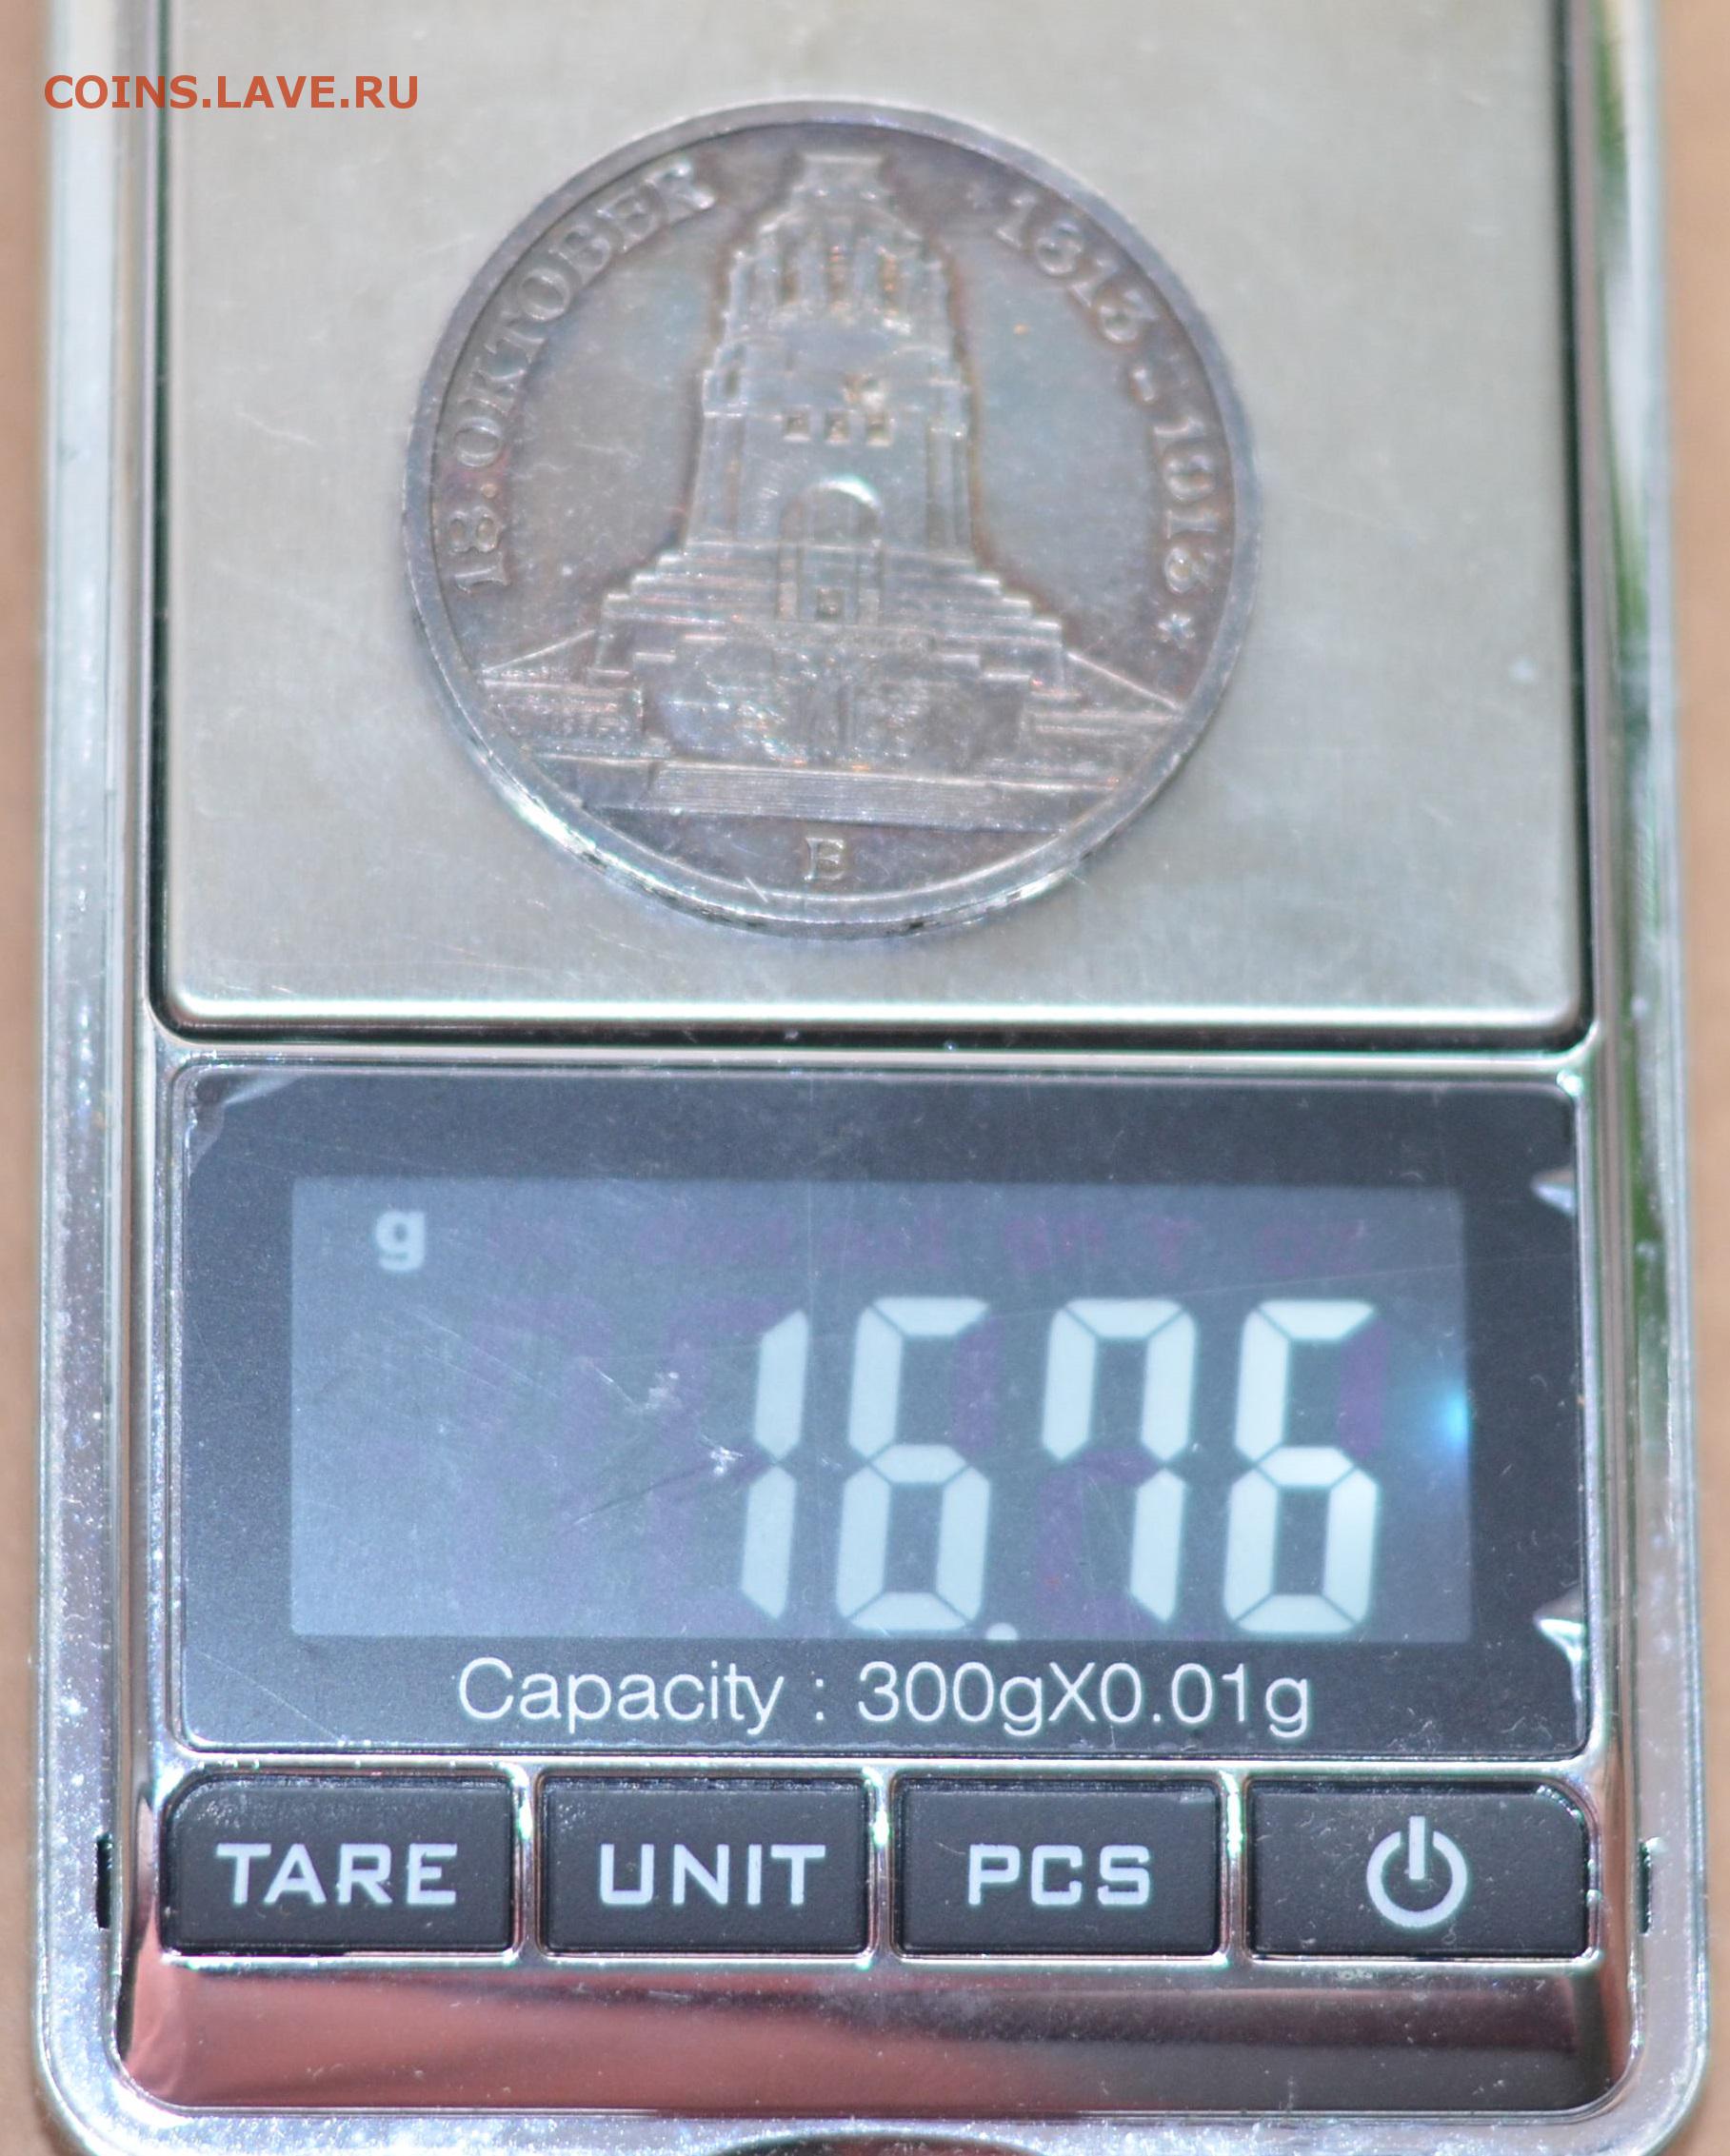 COINS.LAVE.RU
18.OKTOBER 1813-1913*
E
g
16.76
Capacity : 300gX0.01g
TARE UNIT PCS